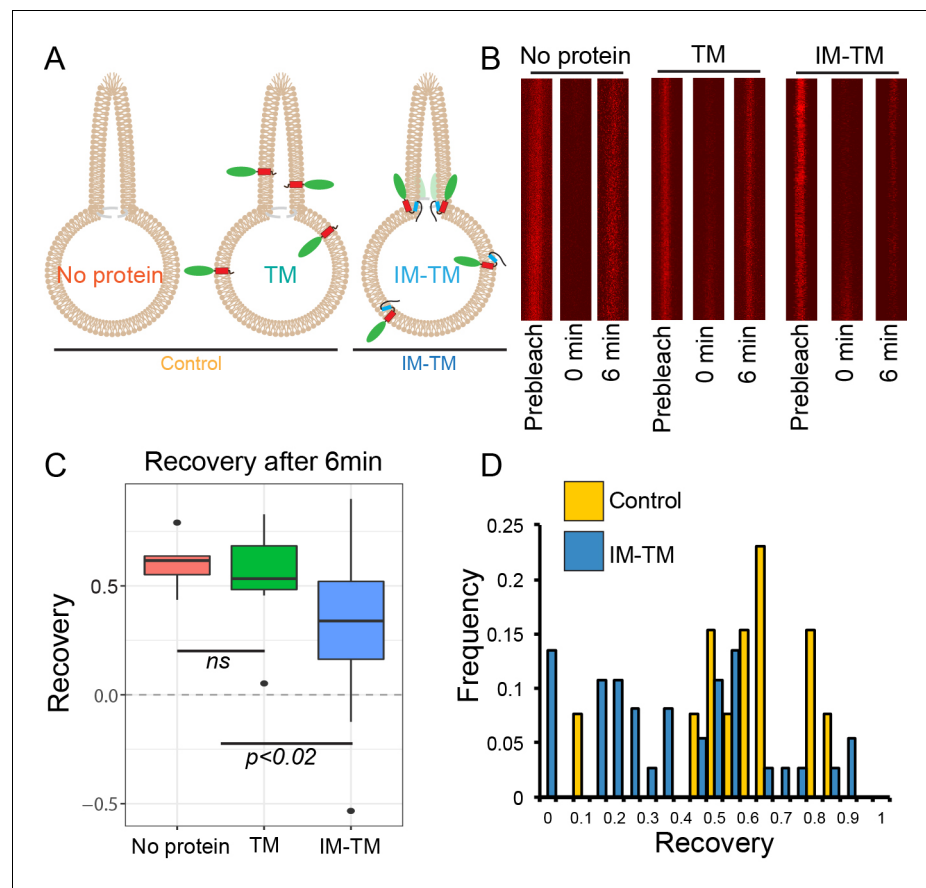 A
No protein
TM
IM-TM
Control
IM-TM
B
No protein
TM
IM-TM
Prebleach
0 min
6 min
Prebleach
0 min
6 min
Prebleach
0 min
6 min
C
Recovery after 6min
Recovery
0.5
0.0
−0.5
ns
p<0.02
No protein
TM
IM-TM
D
Control
IM-TM
Frequency
0.25
0.2
0.15
0.1
0.05
0
0 0.1 0.2 0.3 0.4 0.5 0.6 0.7 0.8 0.9 1
Recovery